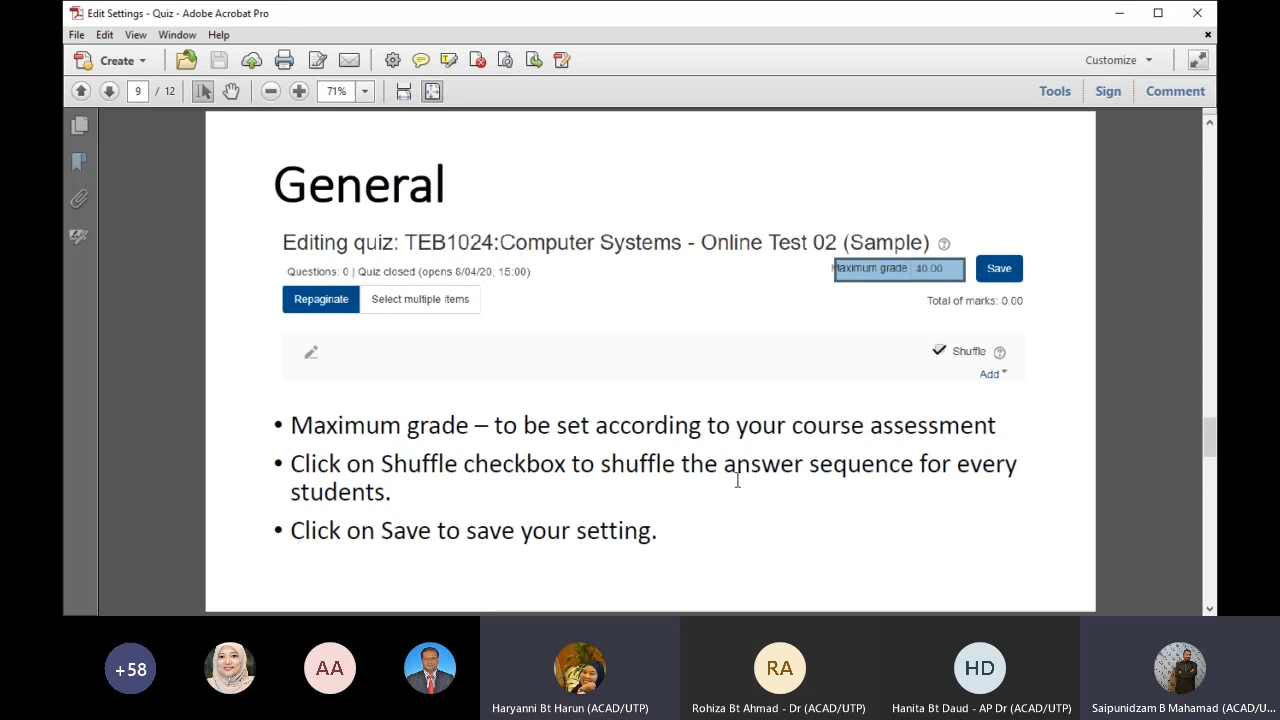 Edit Settings - Quiz - Adobe Acrobat Pro
File Edit View Window Help
Create Customize
9 / 12 71% Tools Sign Comment
General
Editing quiz: TEB1024:Computer Systems - Online Test 02 (Sample)
Questions: 0 | Quiz closed (opens 8/04/20, 15:00) Maximum grade 40.00 Save
Repaginate Select multiple items Total of marks: 0.00
Shuffle
Add
• Maximum grade – to be set according to your course assessment
• Click on Shuffle checkbox to shuffle the answer sequence for every
students.
• Click on Save to save your setting.
+58 AA RA HD
Haryanni Bt Harun (ACAD/UTP) Rohiza Bt Ahmad - Dr (ACAD/UTP) Hanita Bt Daud - AP Dr (ACAD/UTP) Saipunidzam B Mahamad (ACAD/U...